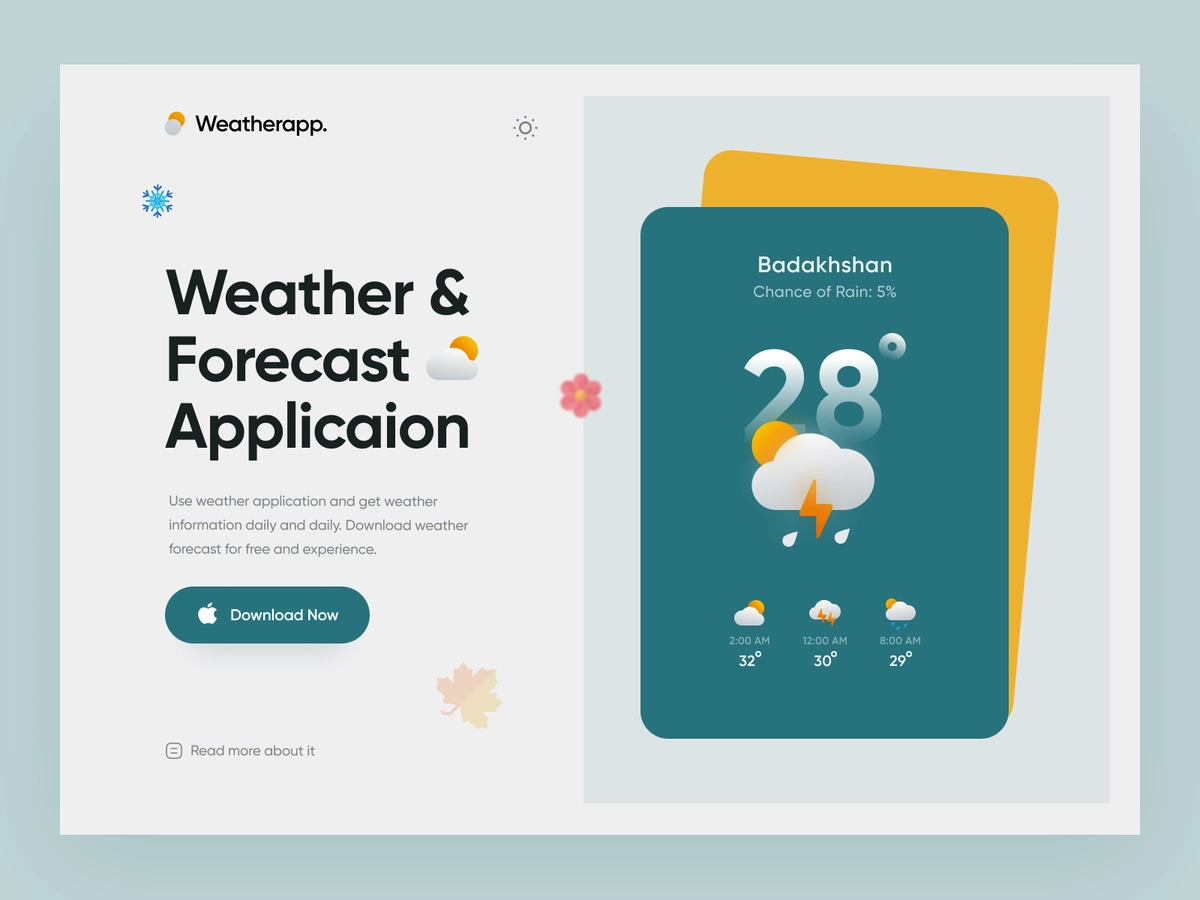 Weatherapp.
Weather &
Forecast
Applicaion
Use weather application and get weather
information daily and daily. Download weather
forecast for free and experience.
Download Now
Read more about it
Badakhshan
Chance of Rain: 5%
28°
2:00 AM 12:00 AM 8:00 AM
32° 30° 29°